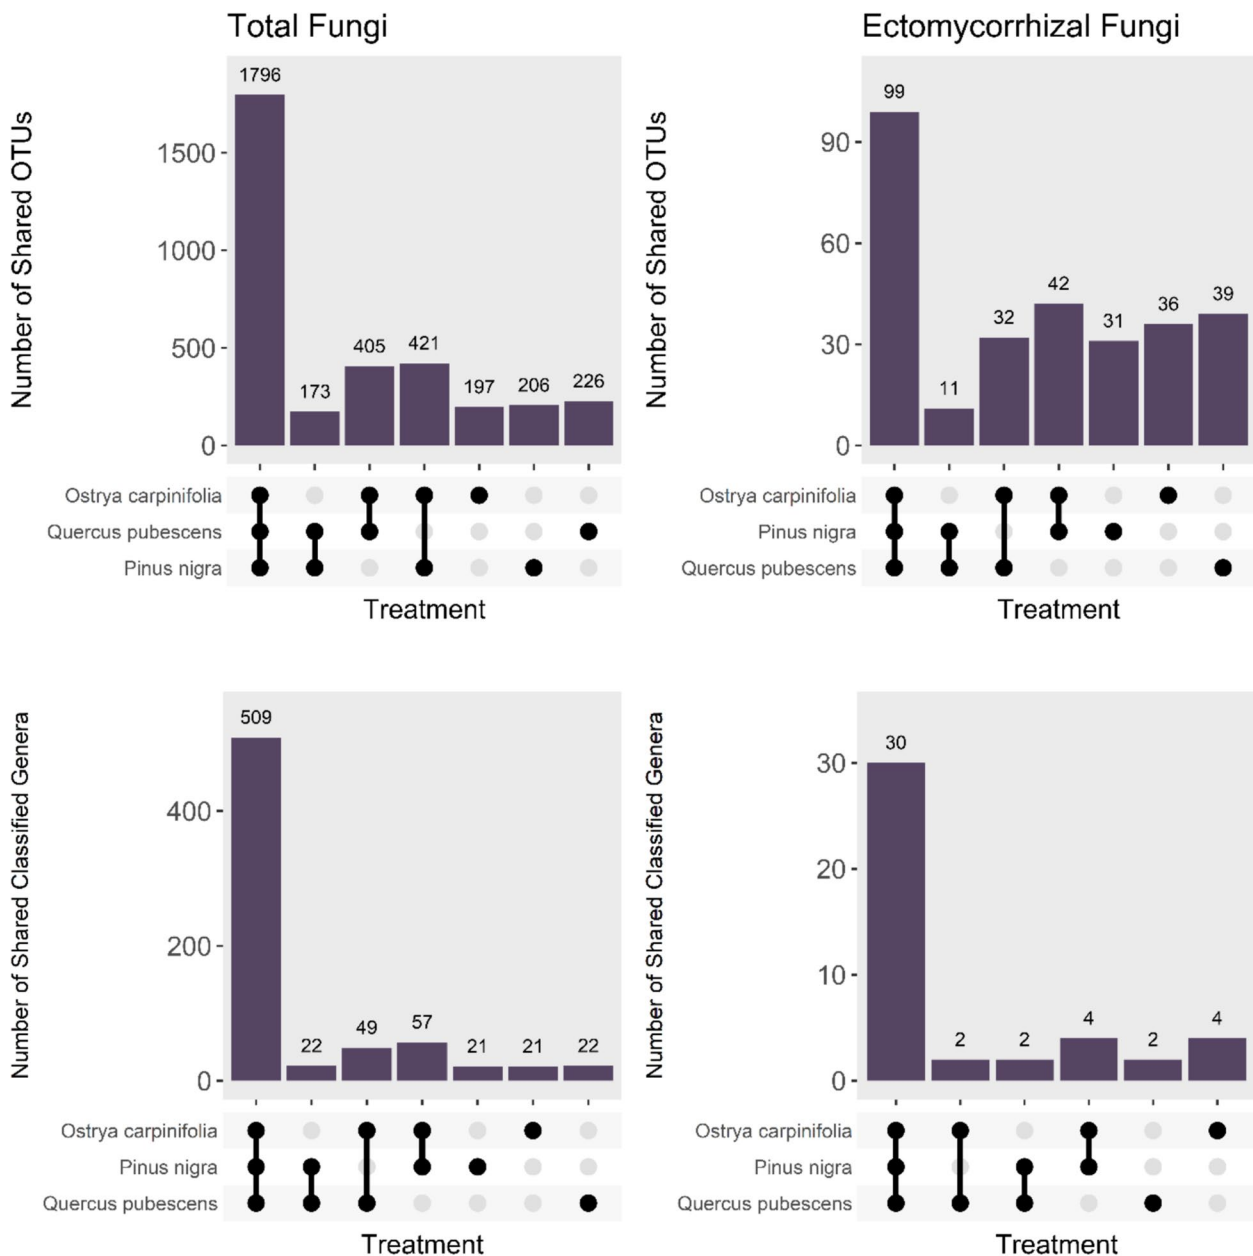 Total Fungi
Number of Shared OTUs
1796
1500
1000
500
0
173
405
421
197
206
226
Ostrya carpinifolia
Quercus pubescens
Pinus nigra
Treatment
Ectomycorrhizal Fungi
Number of Shared OTUs
99
90
60
30
0
11
32
42
31
36
39
Ostrya carpinifolia
Pinus nigra
Quercus pubescens
Treatment
Number of Shared Classified Genera
509
400
200
0
22
49
57
21
21
22
Ostrya carpinifolia
Pinus nigra
Quercus pubescens
Treatment
Number of Shared Classified Genera
30
30
20
10
0
2
2
4
2
4
Ostrya carpinifolia
Pinus nigra
Quercus pubescens
Treatment